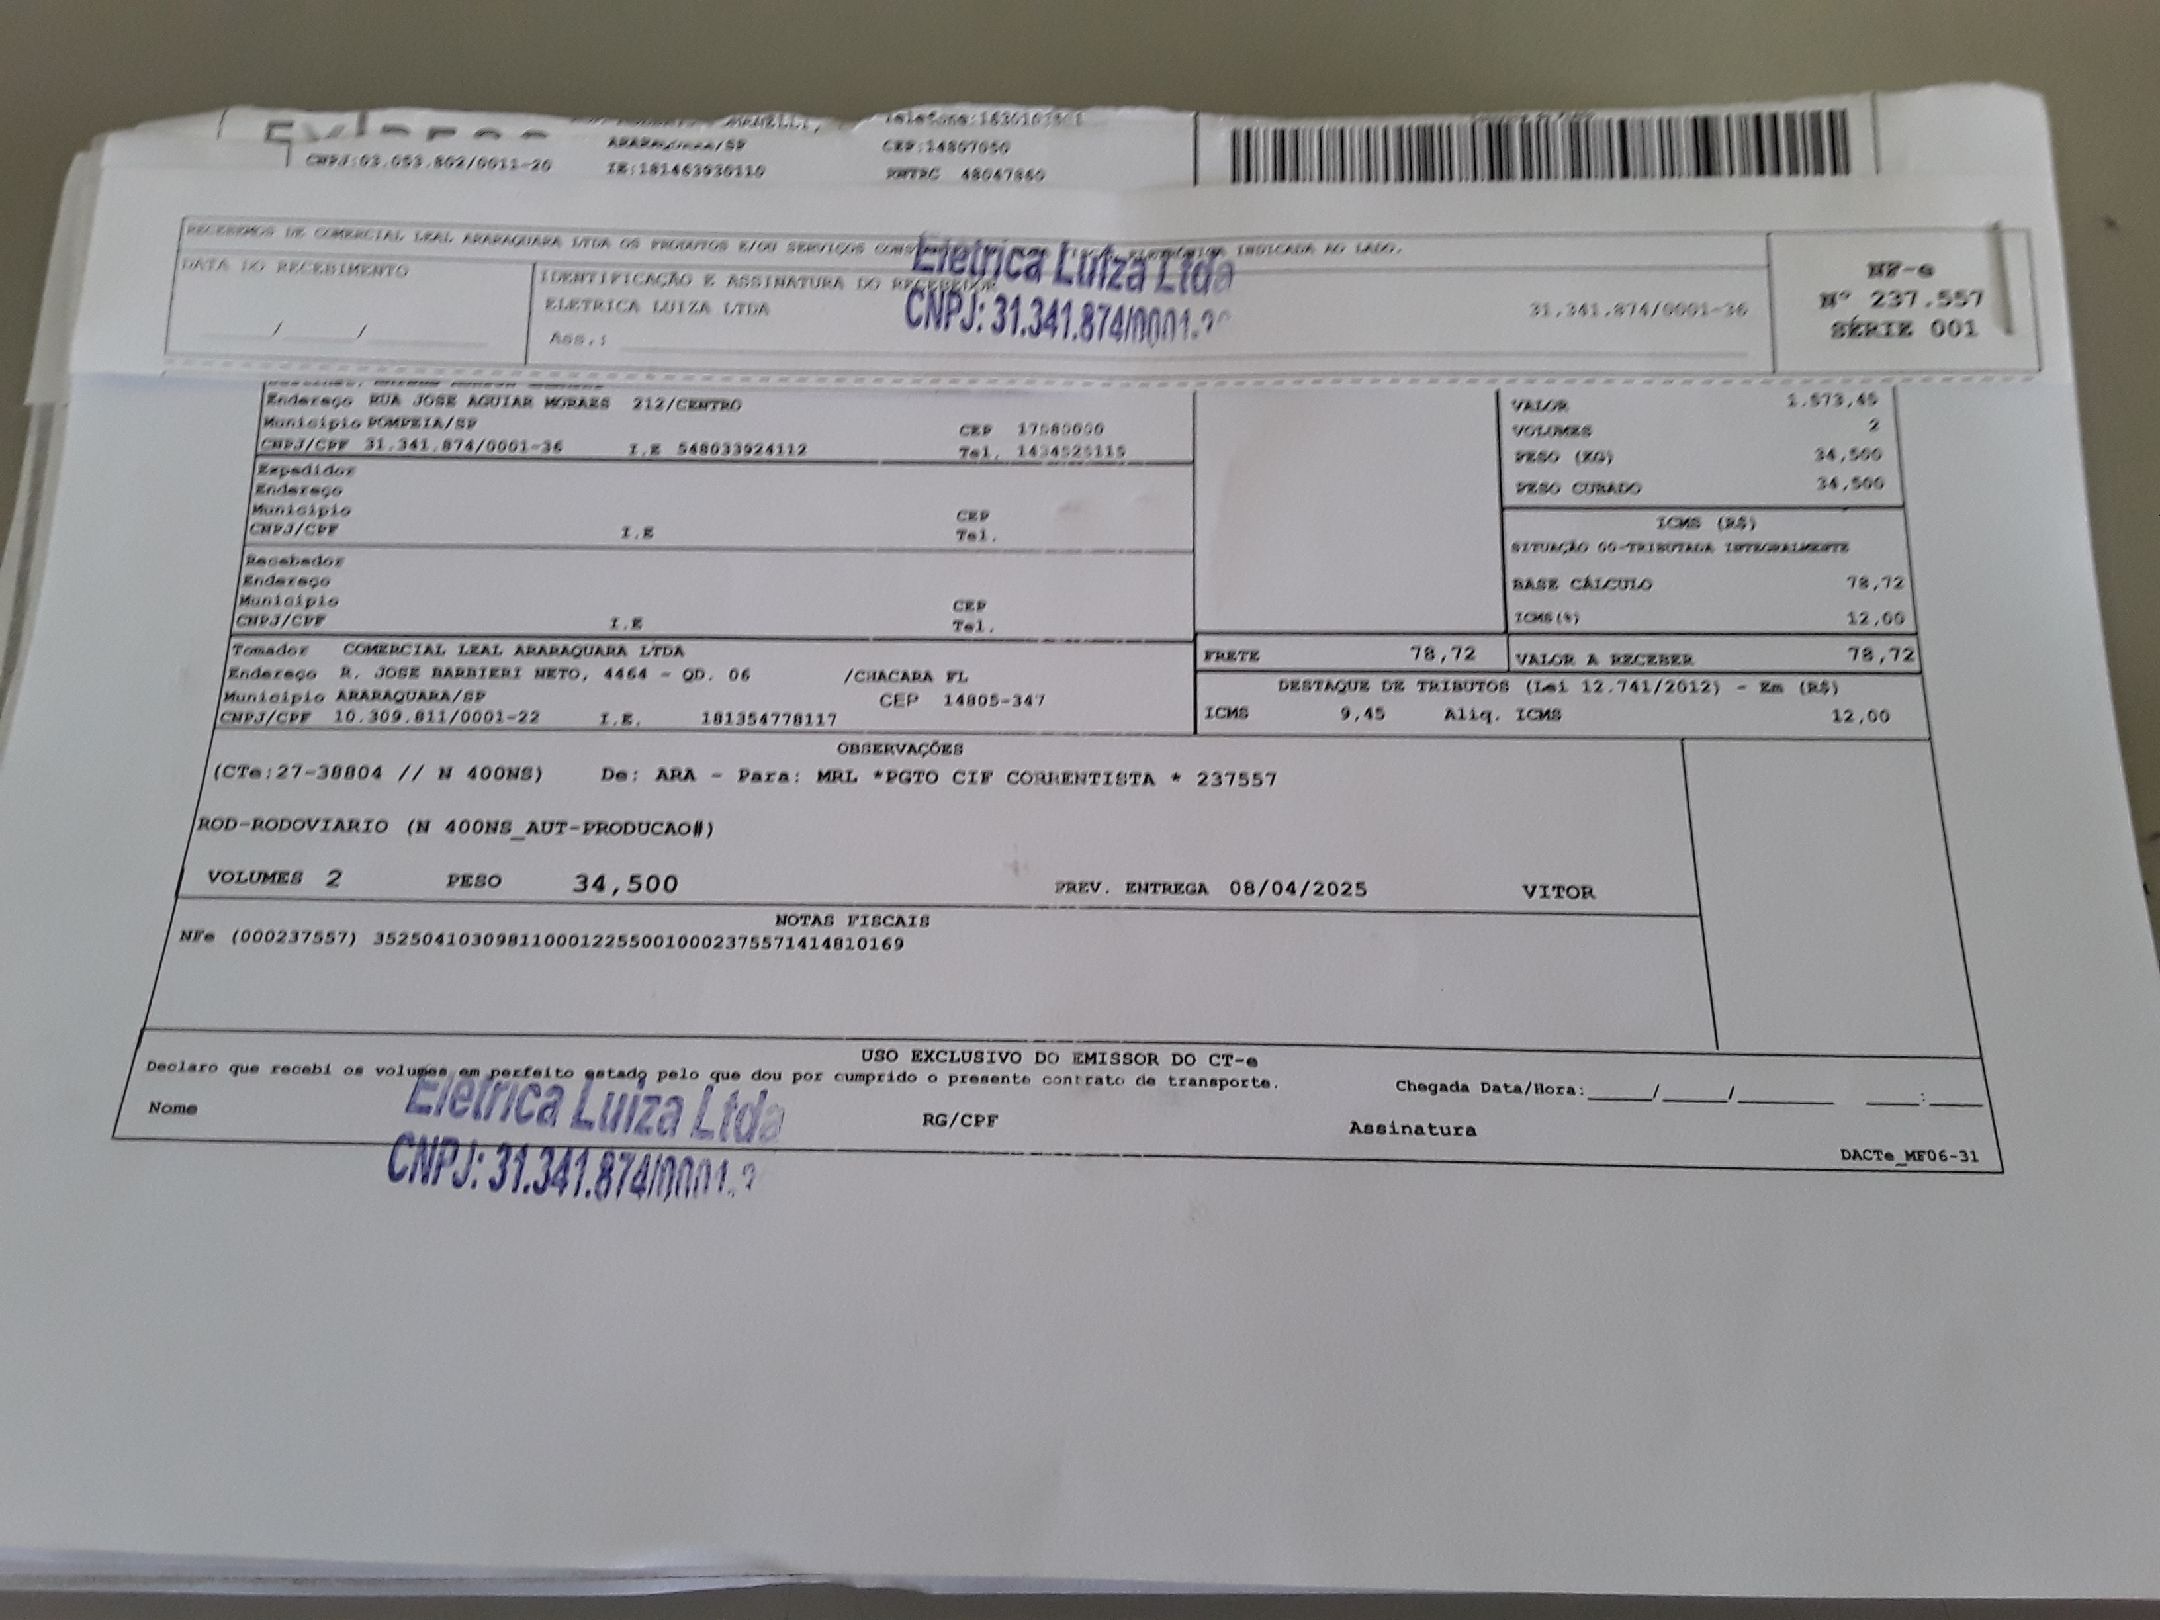 ARARAQUARA/SP CEP:14807050
CNPJ:03.053.802/0011-20 IE:181463930110 RNTRC 48047860
RECEBEMOS DE COMERCIAL LEAL ARARAQUARA LTDA OS PRODUTOS E/OU SERVIÇOS ELETRÔNICA INDICADA AO LADO.
DATA DO RECEBIMENTO
/ /
IDENTIFICAÇÃO E ASSINATURA DO RECEBEDOR
ELETRICA LUIZA LTDA 31.341.874/0001-36
Ass.:
Eletrica Luiza Ltda
CNPJ: 31.341.874/0001
NF-e
Nº 237.557
SÉRIE 001
Endereço RUA JOSE AGUIAR MORAES 212/CENTRO
Município POMPEIA/SP CEP 17580000
CNPJ/CPF 31.341.874/0001-36 I.E 548033924112 Tel.
Expedidor
Endereço
Município CEP
CNPJ/CPF I.E Tel.
Recebedor
Endereço
Município CEP
CNPJ/CPF I.E Tel.
Tomador COMERCIAL LEAL ARARAQUARA LTDA
Endereço R. JOSE BARBIERI NETO, 4464 - QD. 06 /CHACARA FL
Município ARARAQUARA/SP CEP 14805-347
CNPJ/CPF 10.309.811/0001-22 I.E. 181354778117
VALOR
VOLUMES 2
PESO (KG) 34,500
PESO CUBADO 34,500
ICMS (R$)
SITUAÇÃO 00-TRIBUTADA INTEGRALMENTE
BASE CÁLCULO 78,72
ICMS(%) 12,00
FRETE 78,72 VALOR A RECEBER 78,72
DESTAQUE DE TRIBUTOS (Lei 12.741/2012) - Em (R$)
ICMS 9,45 Aliq. ICMS 12,00
OBSERVAÇÕES
(CTe:27-38804 // N 400NS) De: ARA - Para: MRL *PGTO CIF CORRENTISTA * 237557
ROD-RODOVIARIO (N 400NS_AUT-PRODUCAO#)
VOLUMES 2 PESO 34,500 PREV. ENTREGA 08/04/2025 VITOR
NOTAS FISCAIS
NFe (000237557) 35250410309811000122550010002375571414810169
USO EXCLUSIVO DO EMISSOR DO CT-e
Declaro que recebi os volumes em perfeito estado pelo que dou por cumprido o presente contrato de transporte.
Chegada Data/Hora:____/____/______ ___:___
Nome RG/CPF Assinatura
Eletrica Luiza Ltda
CNPJ: 31.341.874/0001
DACTe_MF06-31